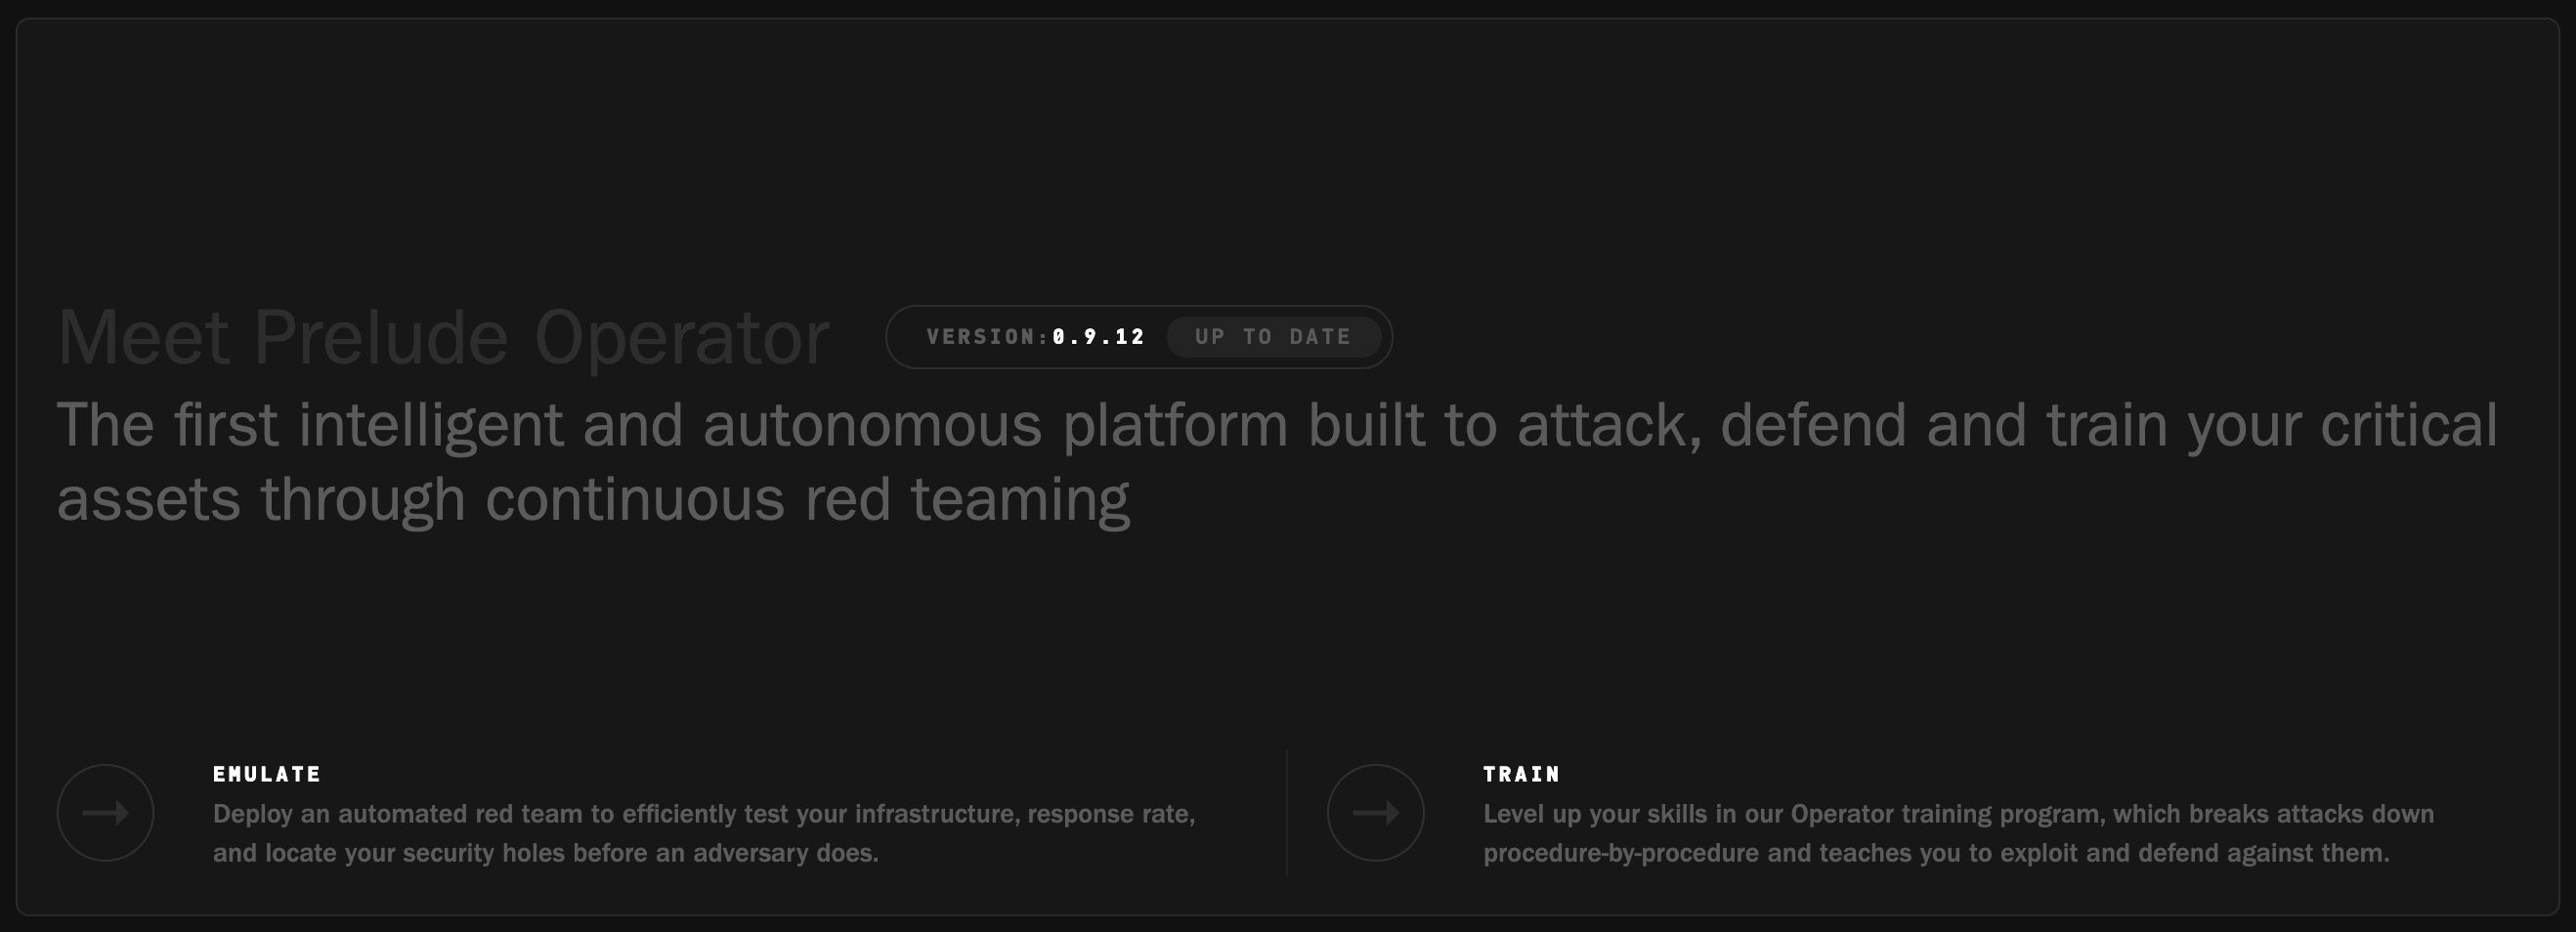 Meet Prelude Operator
VERSION:0.9.12 UP TO DATE
The first intelligent and autonomous platform built to attack, defend and train your critical
assets through continuous red teaming
EMULATE
Deploy an automated red team to efficiently test your infrastructure, response rate,
and locate your security holes before an adversary does.
TRAIN
Level up your skills in our Operator training program, which breaks attacks down
procedure-by-procedure and teaches you to exploit and defend against them.